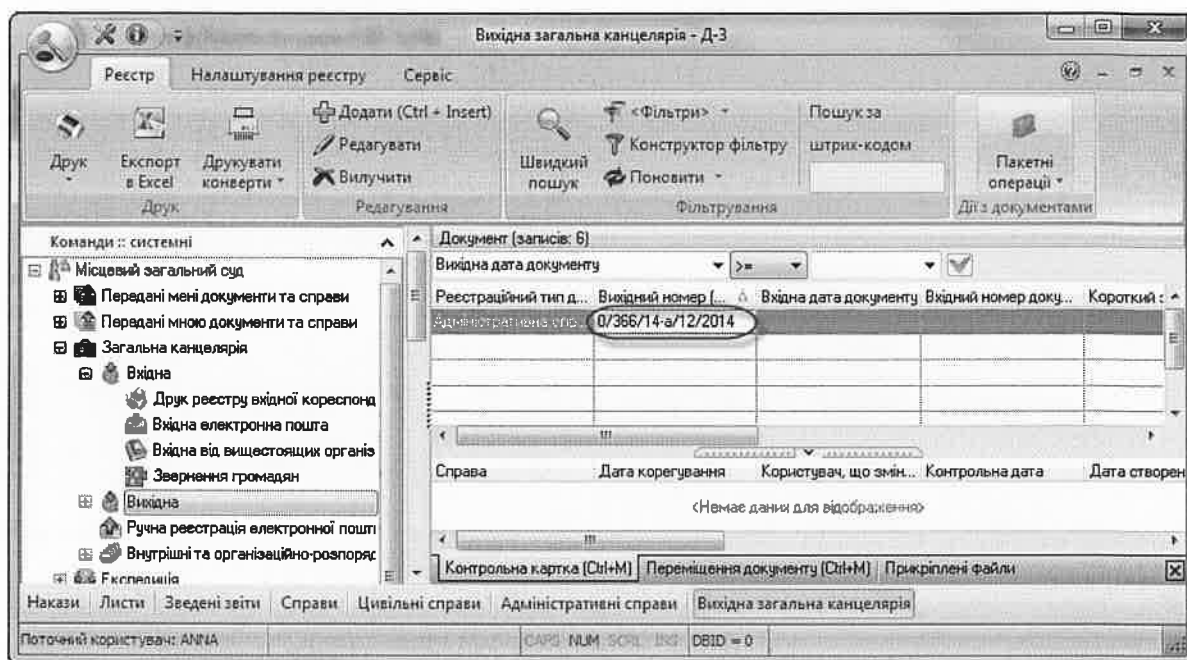 Вихідна загальна канцелярія - Д-3
Реєстр Налаштування реєстру Сервіс
Друк
Експорт в Excel
Друкувати конверти
Друк
Додати (Ctrl + Insert)
Редагувати
Вилучити
Редагування
Швидкий пошук
<Фільтри>
Конструктор фільтру
Поновити
Пошук за штрих-кодом
Фільтрування
Пакетні операції
Дії з документами
Команди :: системні
Місцевий загальний суд
Передані мені документи та справи
Передані мною документи та справи
Загальна канцелярія
Вхідна
Друк реєстру вхідної кореспонд
Вхідна електронна пошта
Вхідна від вищестоящих організ
Звернення громадян
Вихідна
Ручна реєстрація електронної пошти
Внутрішні та організаційно-розпоряд
Експедиція
Документ (записів: 6)
Вихідна дата документу >=
Реєстраційний тип д... Вихідний номер (... Вхідна дата документу Вхідний номер доку... Короткий з
Адміністративна спр... 0/366/14-а/12/2014
Справа Дата корегування Користувач, що змін... Контрольна дата Дата створен
<Немає даних для відображення>
Контрольна картка (Ctrl+M) Переміщення документу (Ctrl+M) Прикріплені файли
Накази Листи Зведені звіти Справи Цивільні справи Адміністративні справи Вихідна загальна канцелярія
Поточний користувач: ANNA CAPS NUM SCRL INS DBID = 0